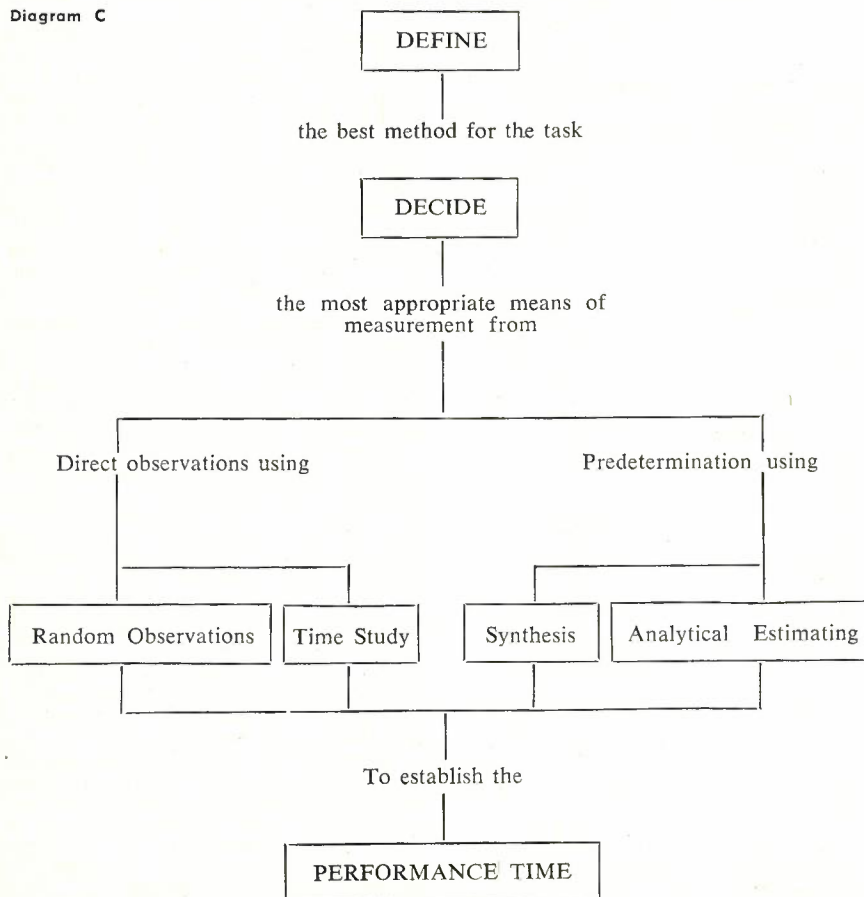 Diagram C
DEFINE
the best method for the task
DECIDE
the most appropriate means of
measurement from
Direct observations using
Predetermination using
Random Observations
Time Study
Synthesis
Analytical Estimating
To establish the
PERFORMANCE TIME